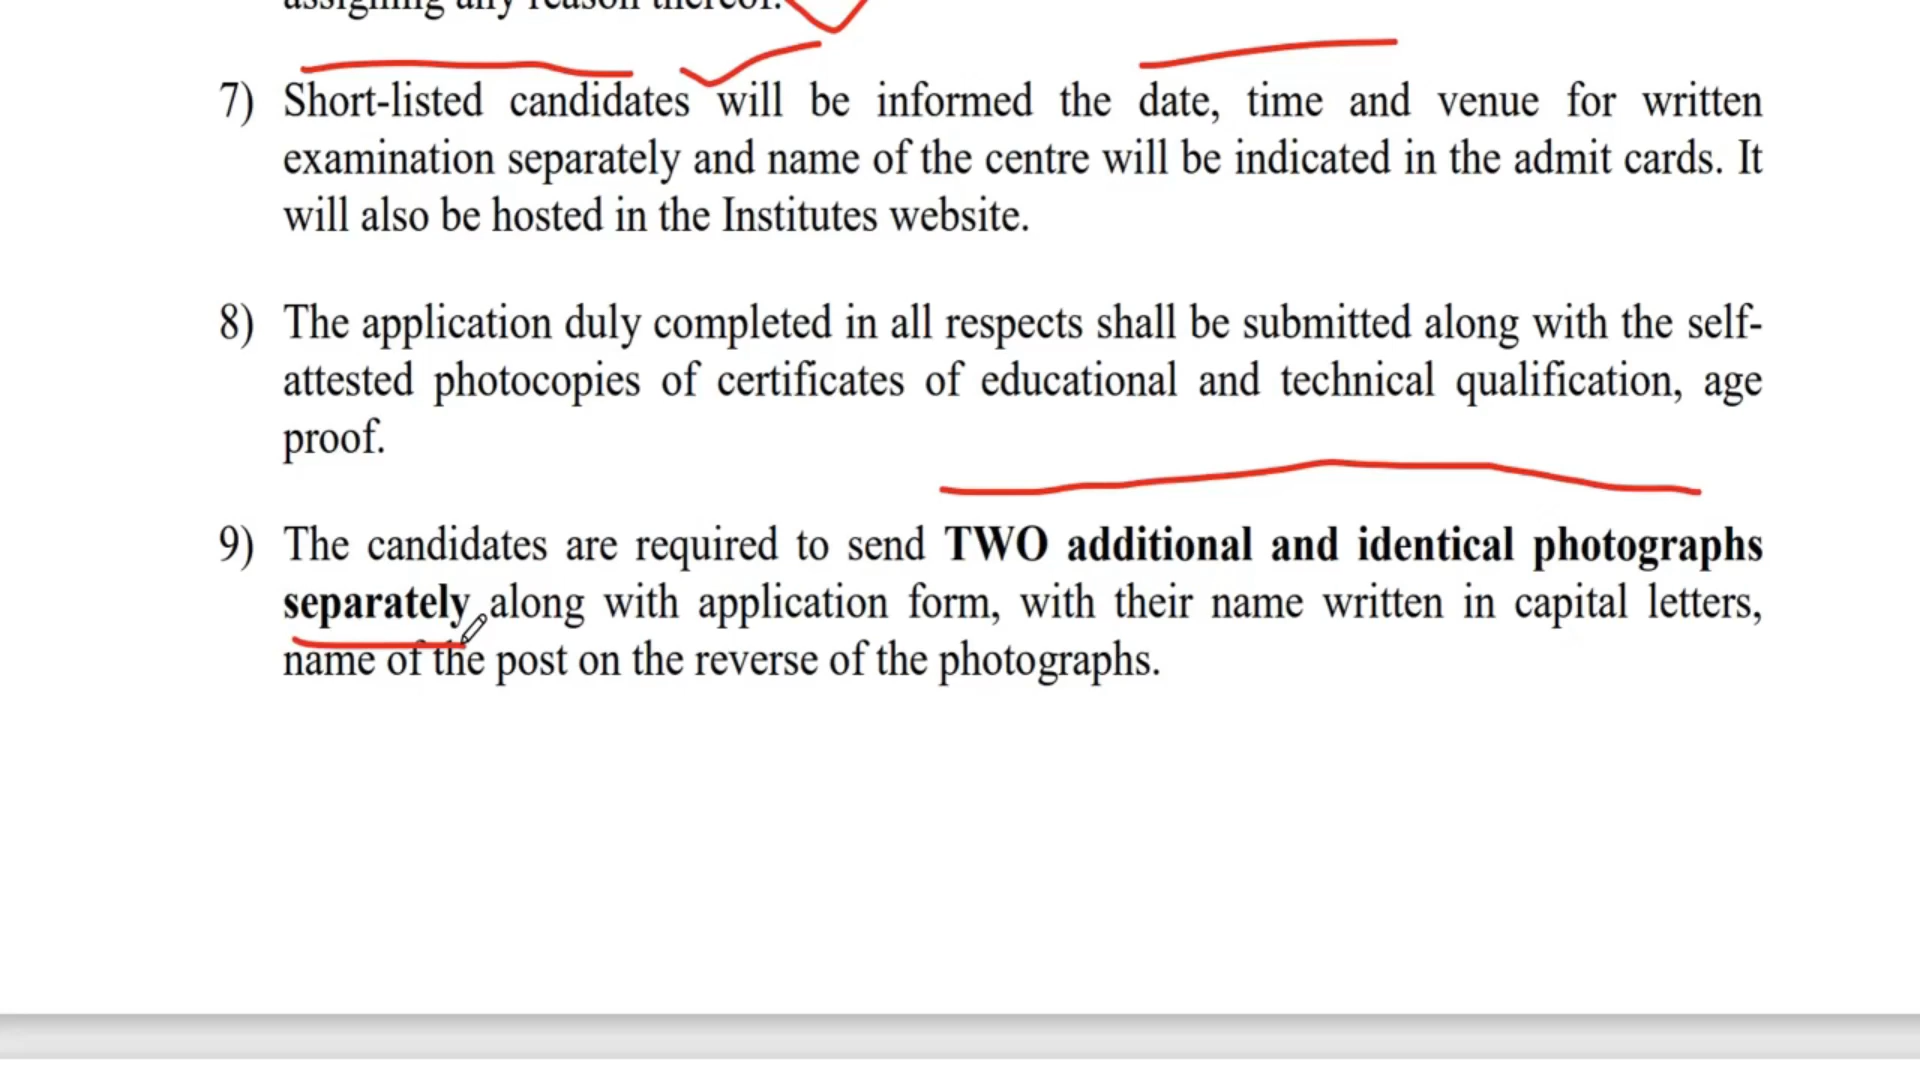 assigning any reason thereof.
7) Short-listed candidates will be informed the date, time and venue for written
examination separately and name of the centre will be indicated in the admit cards. It
will also be hosted in the Institutes website.
8) The application duly completed in all respects shall be submitted along with the self-
attested photocopies of certificates of educational and technical qualification, age
proof.
9) The candidates are required to send TWO additional and identical photographs
separately along with application form, with their name written in capital letters,
name of the post on the reverse of the photographs.